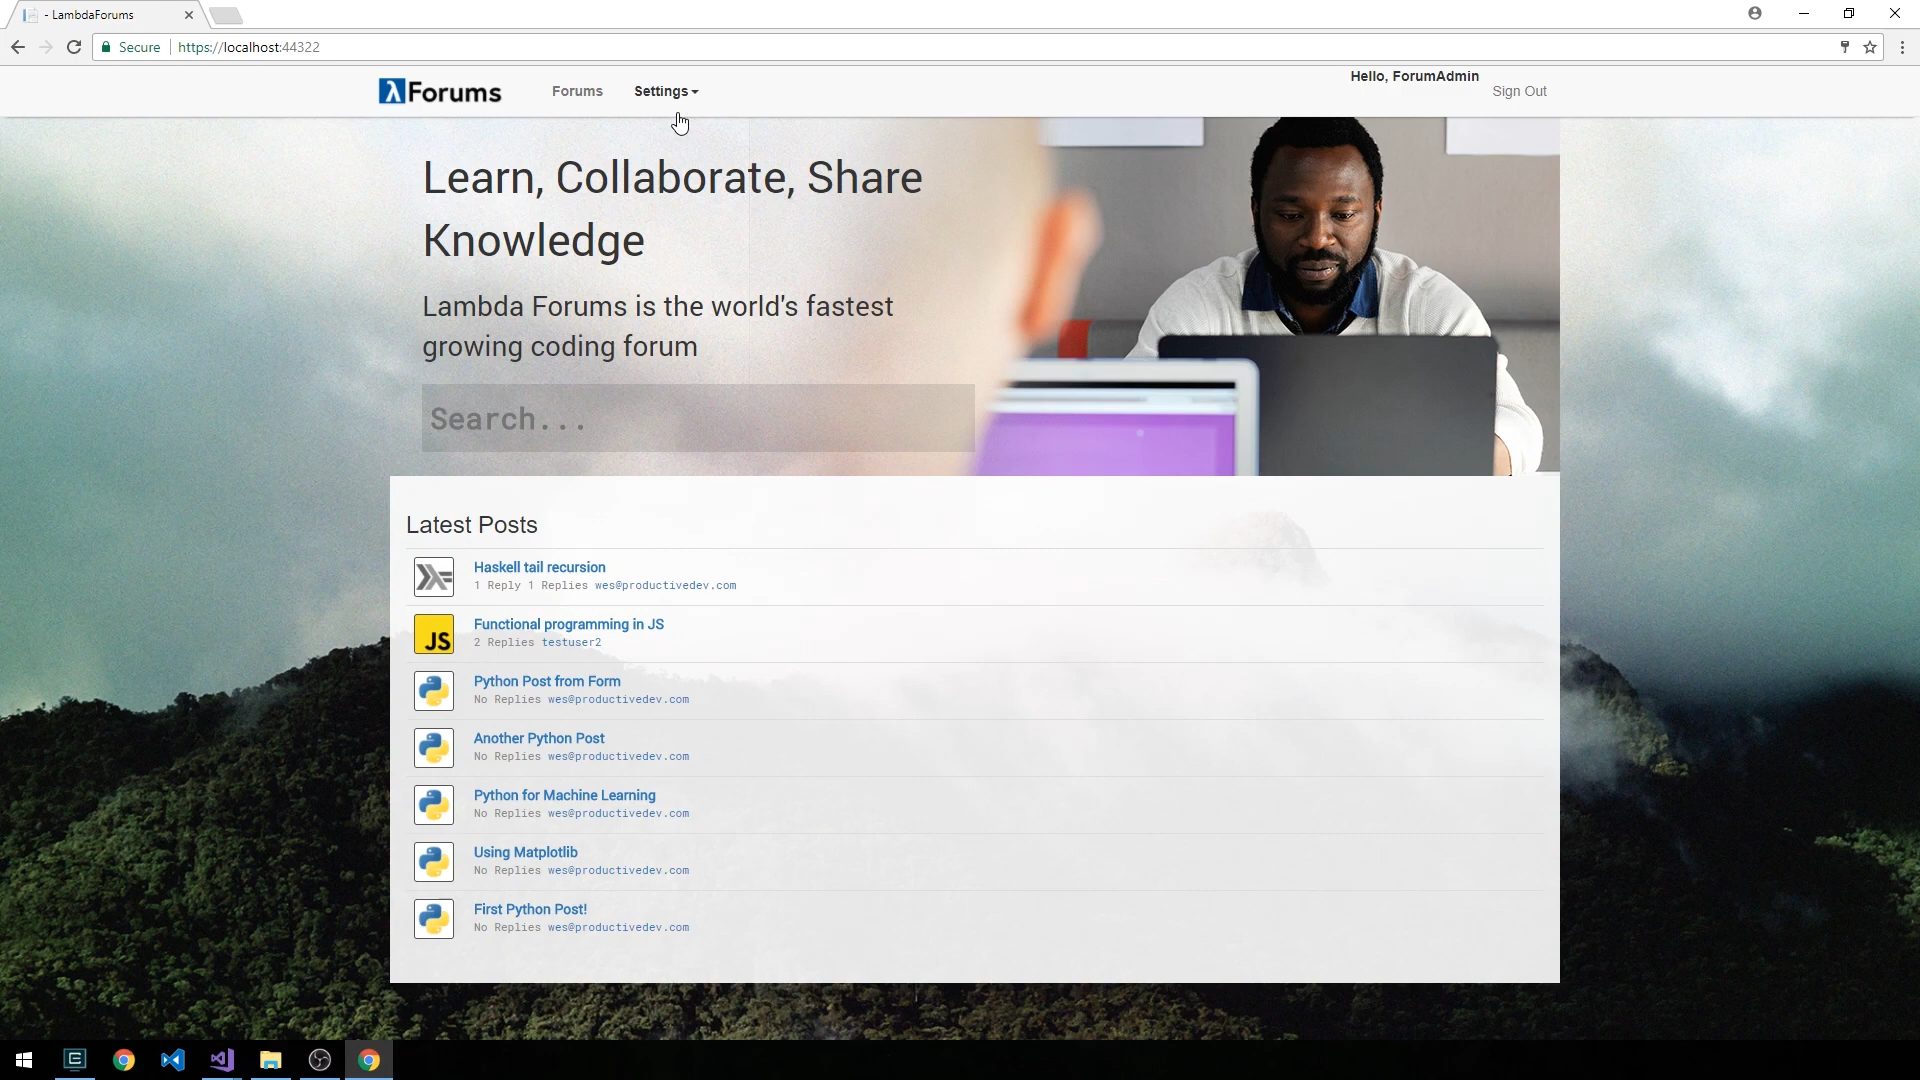 - LambdaForums
Secure https://localhost:44322
λForums Forums Settings Hello, ForumAdmin Sign Out
Learn, Collaborate, Share
Knowledge
Lambda Forums is the world's fastest
growing coding forum
Search...
Latest Posts
Haskell tail recursion
1 Reply 1 Replies wes@productivedev.com
JS
Functional programming in JS
2 Replies testuser2
Python Post from Form
No Replies wes@productivedev.com
Another Python Post
No Replies wes@productivedev.com
Python for Machine Learning
No Replies wes@productivedev.com
Using Matplotlib
No Replies wes@productivedev.com
First Python Post!
No Replies wes@productivedev.com